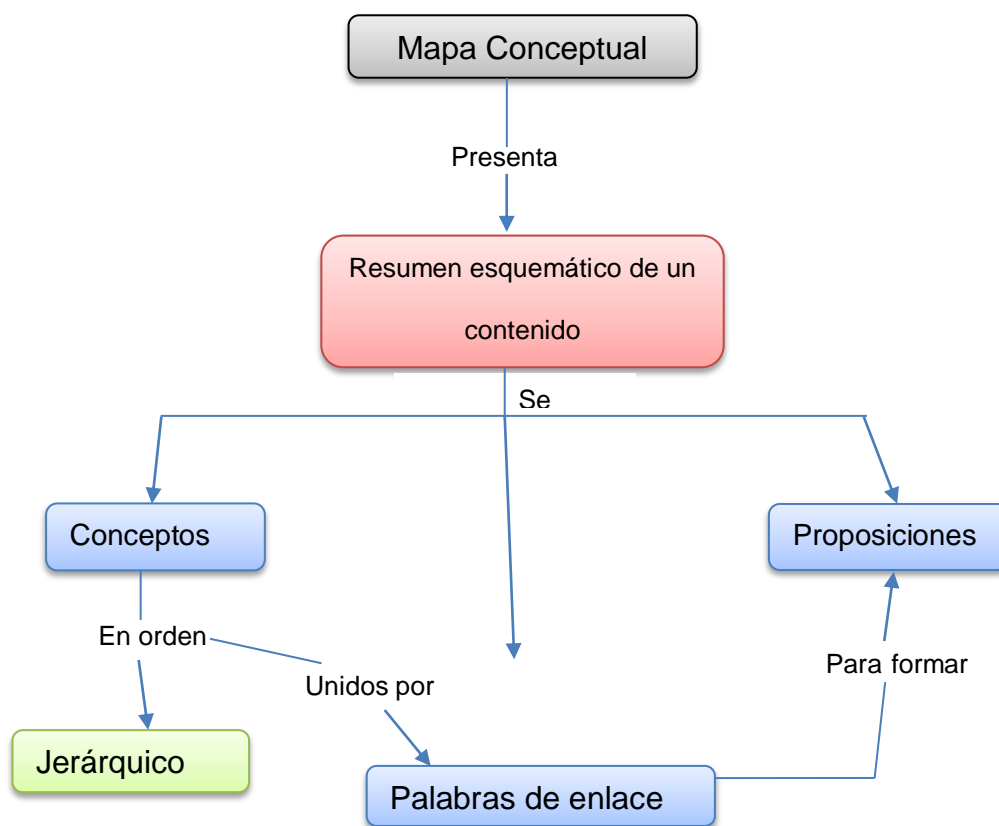 Mapa Conceptual
Presenta
Resumen esquemático de un
contenido
Se
Conceptos
Proposiciones
En orden
Para formar
Unidos por
Jerárquico
Palabras de enlace